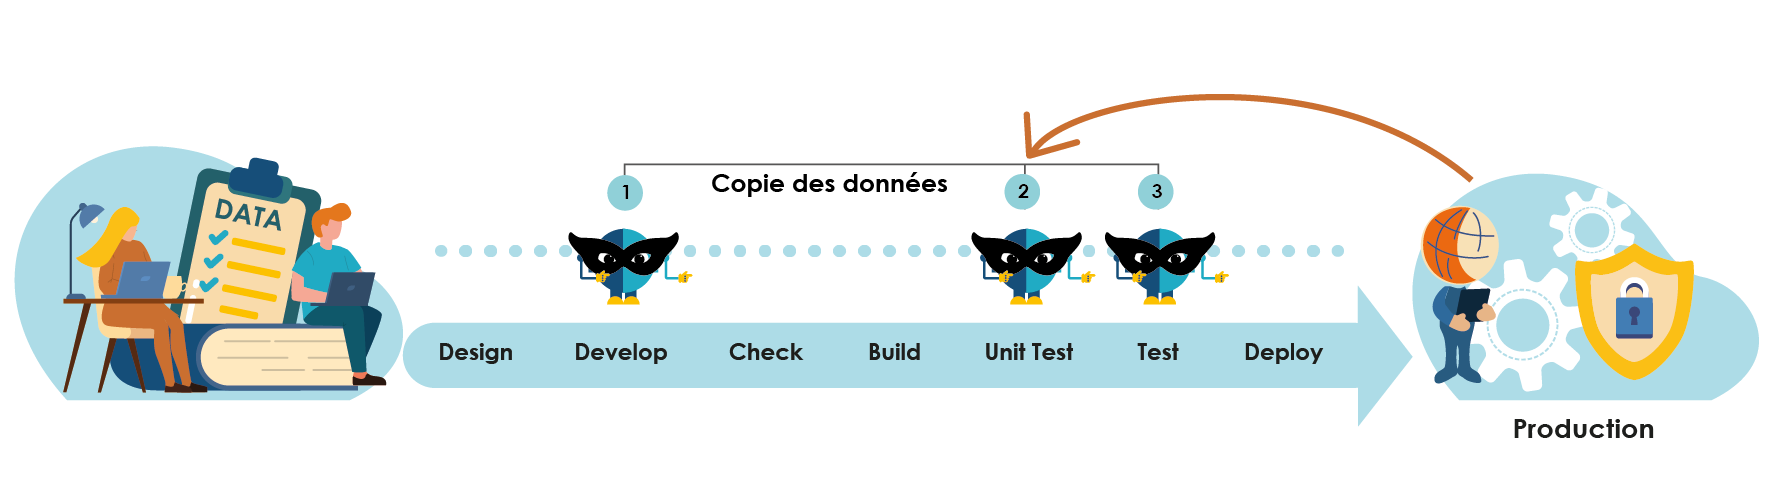 DATA
1
Copie des données
2
3
Design
Develop
Check
Build
Unit Test
Test
Deploy
Production